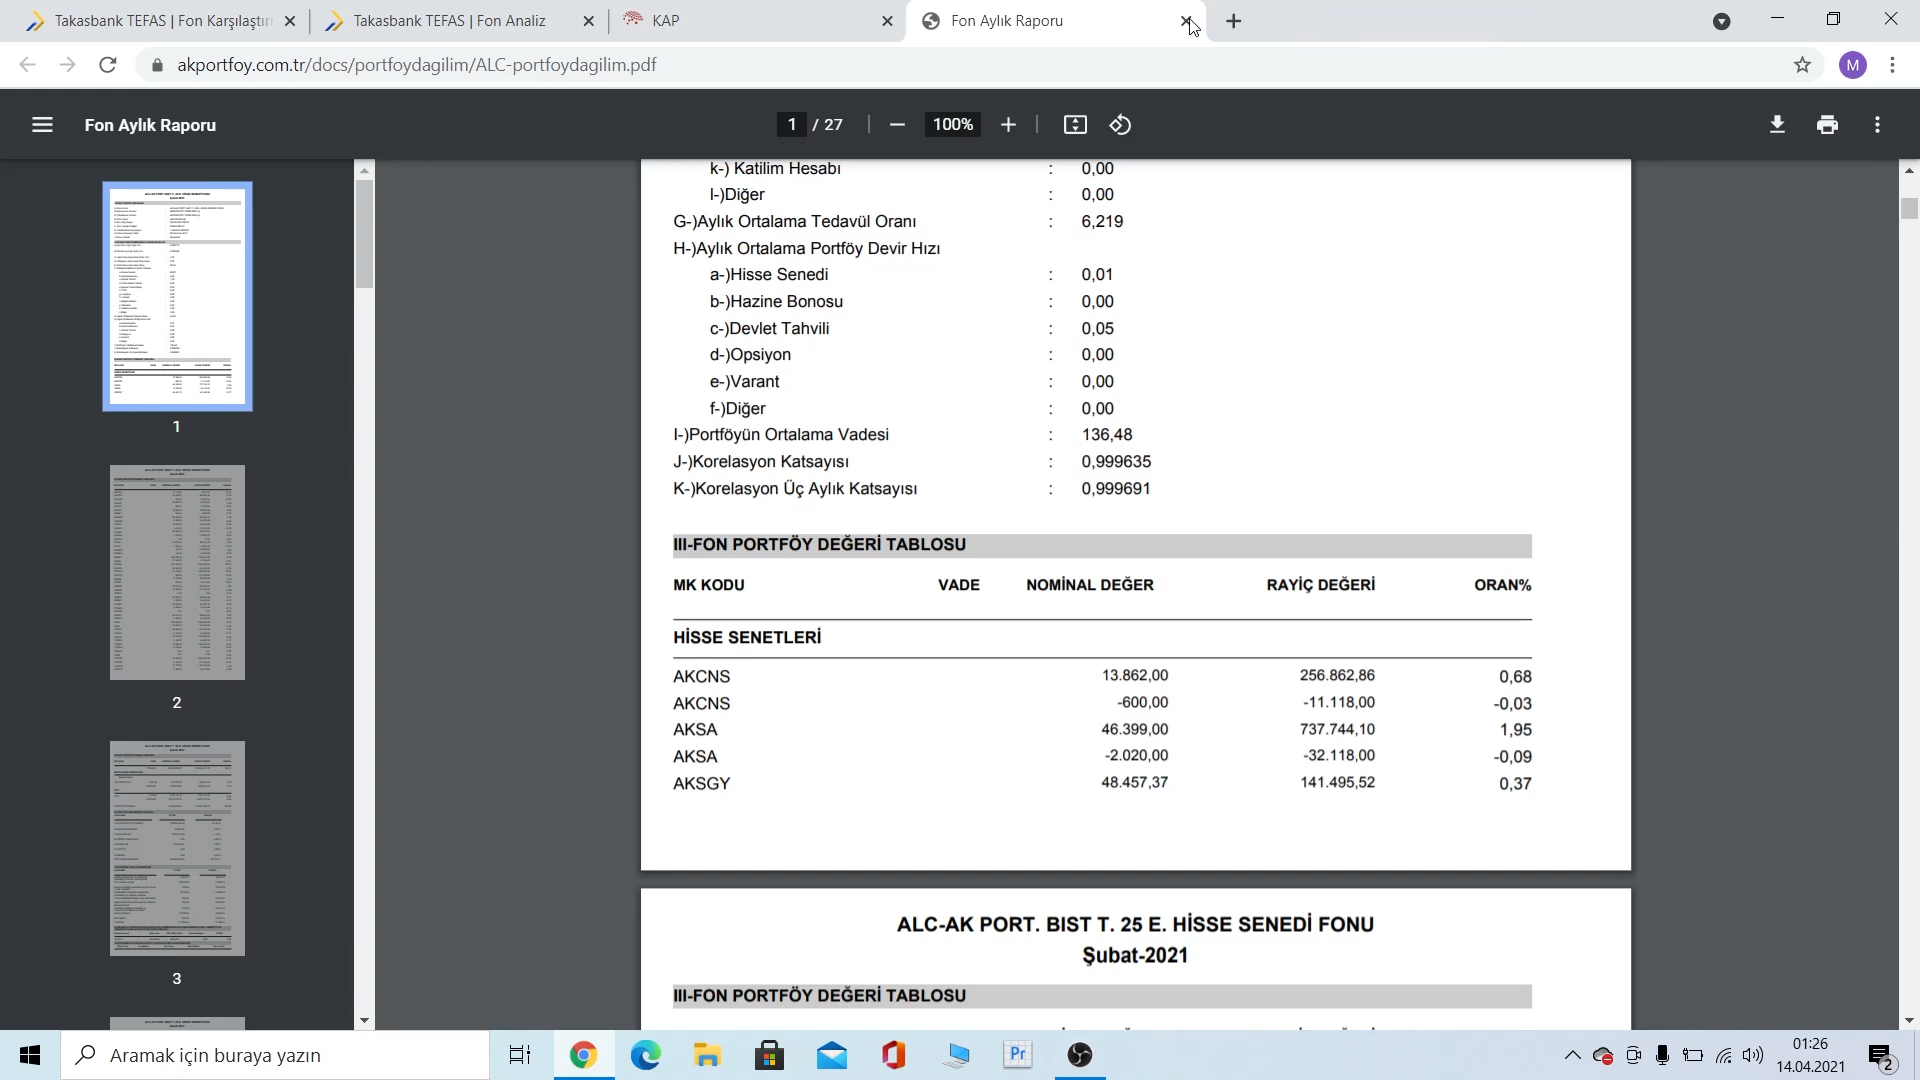 Takasbank TEFAS | Fon Karşılaştırm
Takasbank TEFAS | Fon Analiz
KAP
Fon Aylık Raporu
akportfoy.com.tr/docs/portfoydagilim/ALC-portfoydagilim.pdf
M
Fon Aylık Raporu
1 / 27
100%
1
2
3
k-) Katilim Hesabı : 0,00
l-)Diğer : 0,00
G-)Aylık Ortalama Tedavül Oranı : 6,219
H-)Aylık Ortalama Portföy Devir Hızı
a-)Hisse Senedi : 0,01
b-)Hazine Bonosu : 0,00
c-)Devlet Tahvili : 0,05
d-)Opsiyon : 0,00
e-)Varant : 0,00
f-)Diğer : 0,00
I-)Portföyün Ortalama Vadesi : 136,48
J-)Korelasyon Katsayısı : 0,999635
K-)Korelasyon Üç Aylık Katsayısı : 0,999691
III-FON PORTFÖY DEĞERİ TABLOSU
MK KODU VADE NOMİNAL DEĞER RAYİÇ DEĞERİ ORAN%
HİSSE SENETLERİ
AKCNS 13.862,00 256.862,86 0,68
AKCNS -600,00 -11.118,00 -0,03
AKSA 46.399,00 737.744,10 1,95
AKSA -2.020,00 -32.118,00 -0,09
AKSGY 48.457,37 141.495,52 0,37
ALC-AK PORT. BIST T. 25 E. HİSSE SENEDİ FONU
Şubat-2021
III-FON PORTFÖY DEĞERİ TABLOSU
Aramak için buraya yazın
Pr
01:26
14.04.2021
2